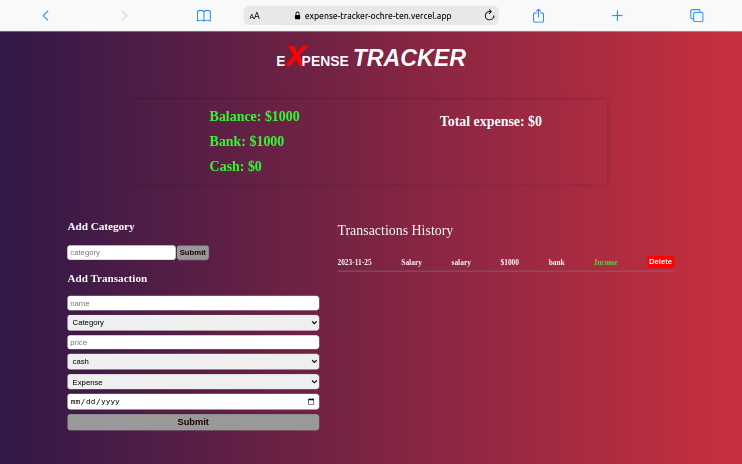 AA expense-tracker-ochre-ten.vercel.app
EXPENSE TRACKER
Balance: $1000
Bank: $1000
Cash: $0
Total expense: $0
Add Category
category Submit
Add Transaction
name
Category
price
cash
Expense
mm/dd/yyyy
Submit
Transactions History
2023-11-25 Salary salary $1000 bank Income Delete